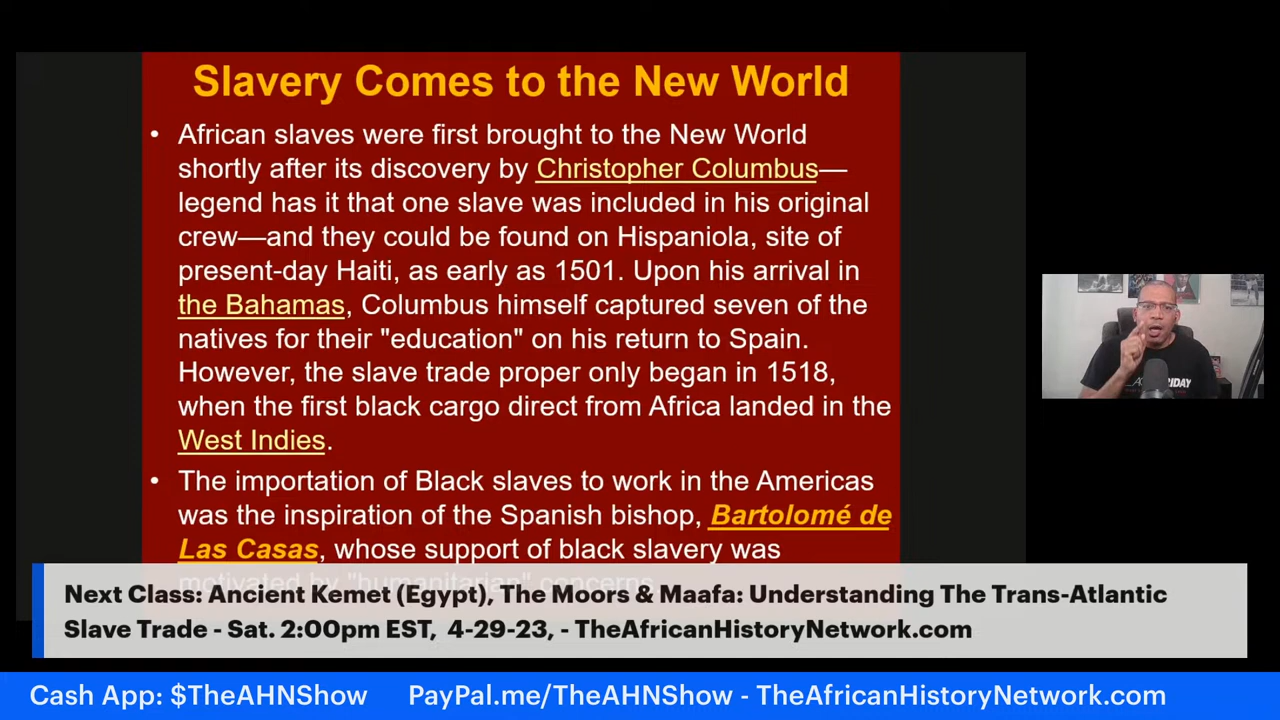 Slavery Comes to the New World
• African slaves were first brought to the New World
shortly after its discovery by Christopher Columbus—
legend has it that one slave was included in his original
crew—and they could be found on Hispaniola, site of
present-day Haiti, as early as 1501. Upon his arrival in
the Bahamas, Columbus himself captured seven of the
natives for their "education" on his return to Spain.
However, the slave trade proper only began in 1518,
when the first black cargo direct from Africa landed in the
West Indies.
• The importation of Black slaves to work in the Americas
was the inspiration of the Spanish bishop, Bartolomé de
Las Casas, whose support of black slavery was
motivated by "humanitarian" concerns.
Next Class: Ancient Kemet (Egypt), The Moors & Maafa: Understanding The Trans-Atlantic
Slave Trade - Sat. 2:00pm EST, 4-29-23, - TheAfricanHistoryNetwork.com
Cash App: $TheAHNShow PayPal.me/TheAHNShow - TheAfricanHistoryNetwork.com